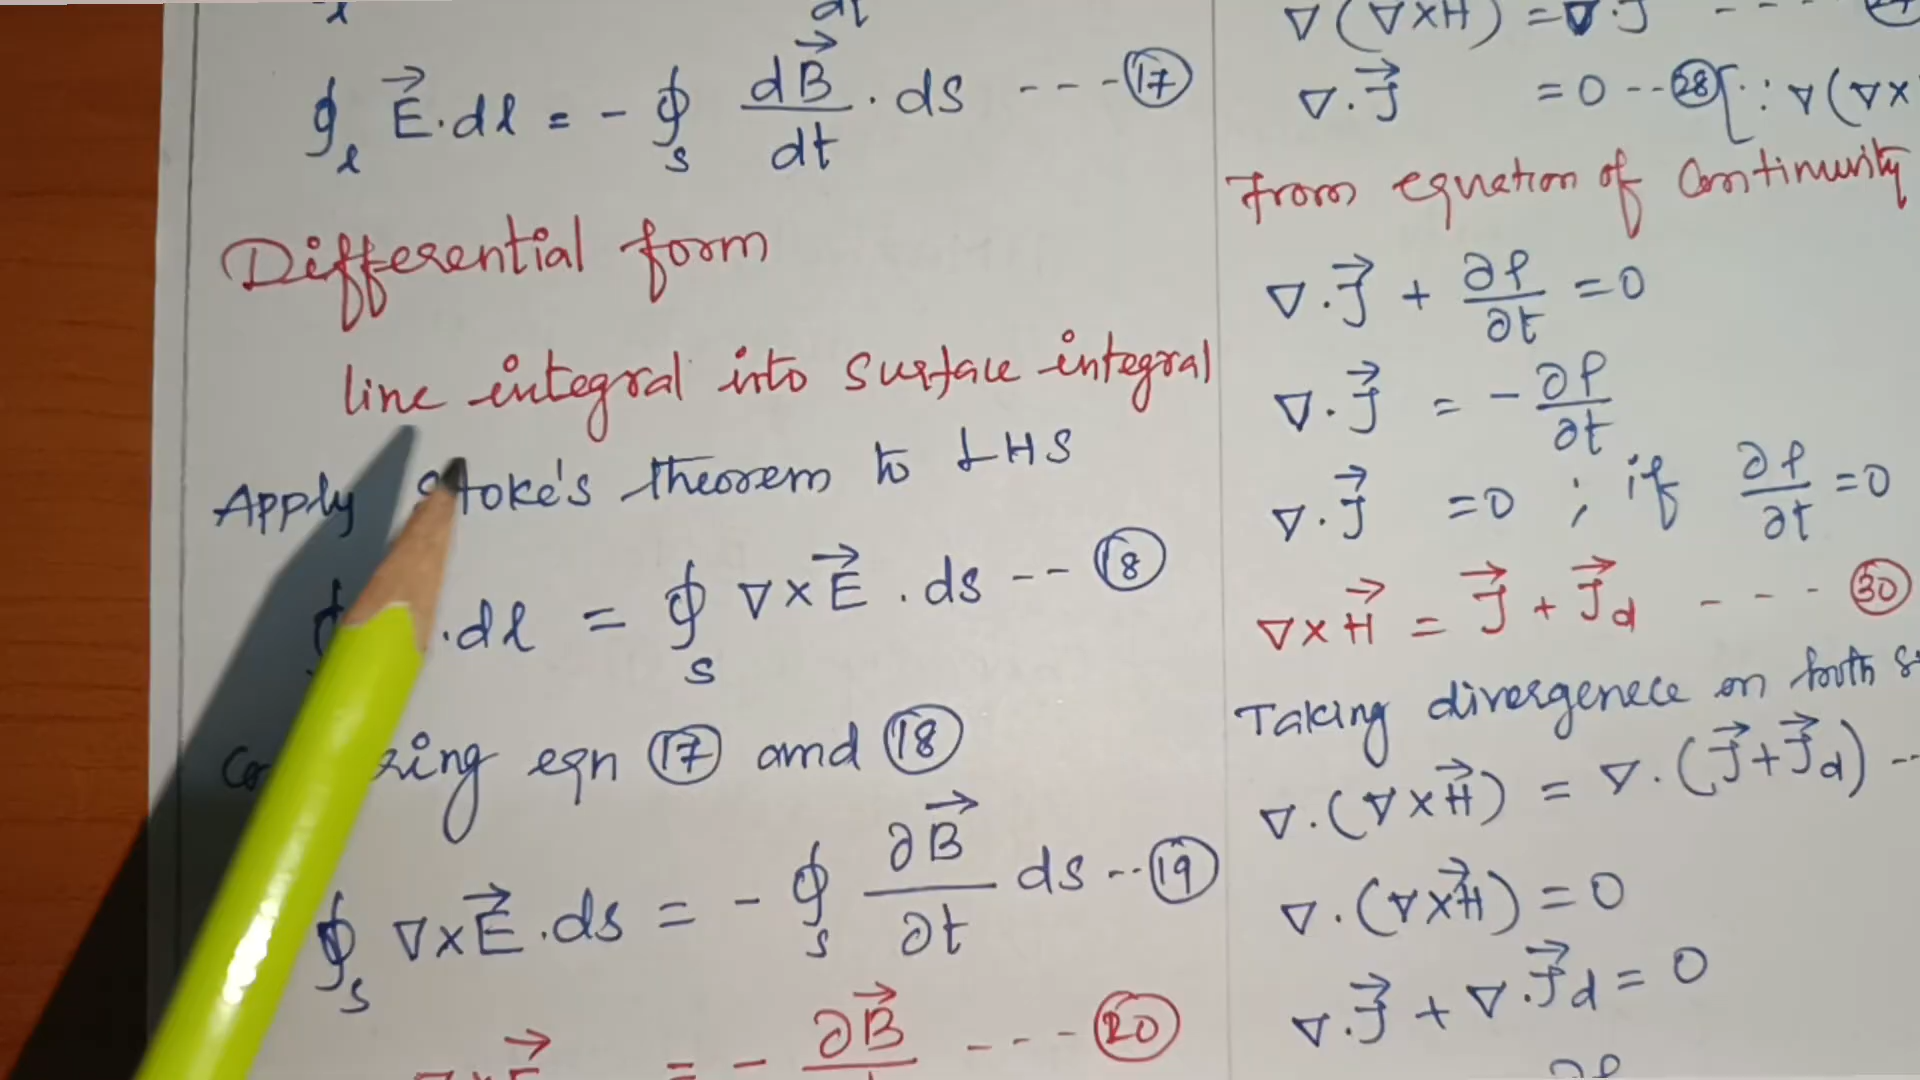 ∮ₗ E⃗.dl = - ∮ₛ dB⃗/dt . ds --- ⑰
Differential form
line integral into surface integral
Apply Stoke's theorem to LHS
.dl = ∮ₛ ∇×E⃗ . ds -- ⑱
eqn ⑰ and ⑱
∮ₛ ∇×E⃗ .ds = - ∮ₛ ∂B⃗/∂t ds -- ⑲
= - ∂B⃗ --- ⑳
∇(∇×H) = ∇.J ---
∇.J⃗ = 0 -- ㉘ [∵ ∇(∇×
From equation of Continuity
∇.J⃗ + ∂ρ/∂t = 0
∇.J⃗ = - ∂ρ/∂t
∇.J⃗ = 0 ; if ∂ρ/∂t = 0
∇×H⃗ = J⃗ + J⃗d --- ㉚
Taking divergenece on both
∇.(∇×H⃗) = ∇.(J⃗+J⃗d) --
∇.(∇×H⃗) = 0
∇.J⃗ + ∇.J⃗d = 0
∂ρ